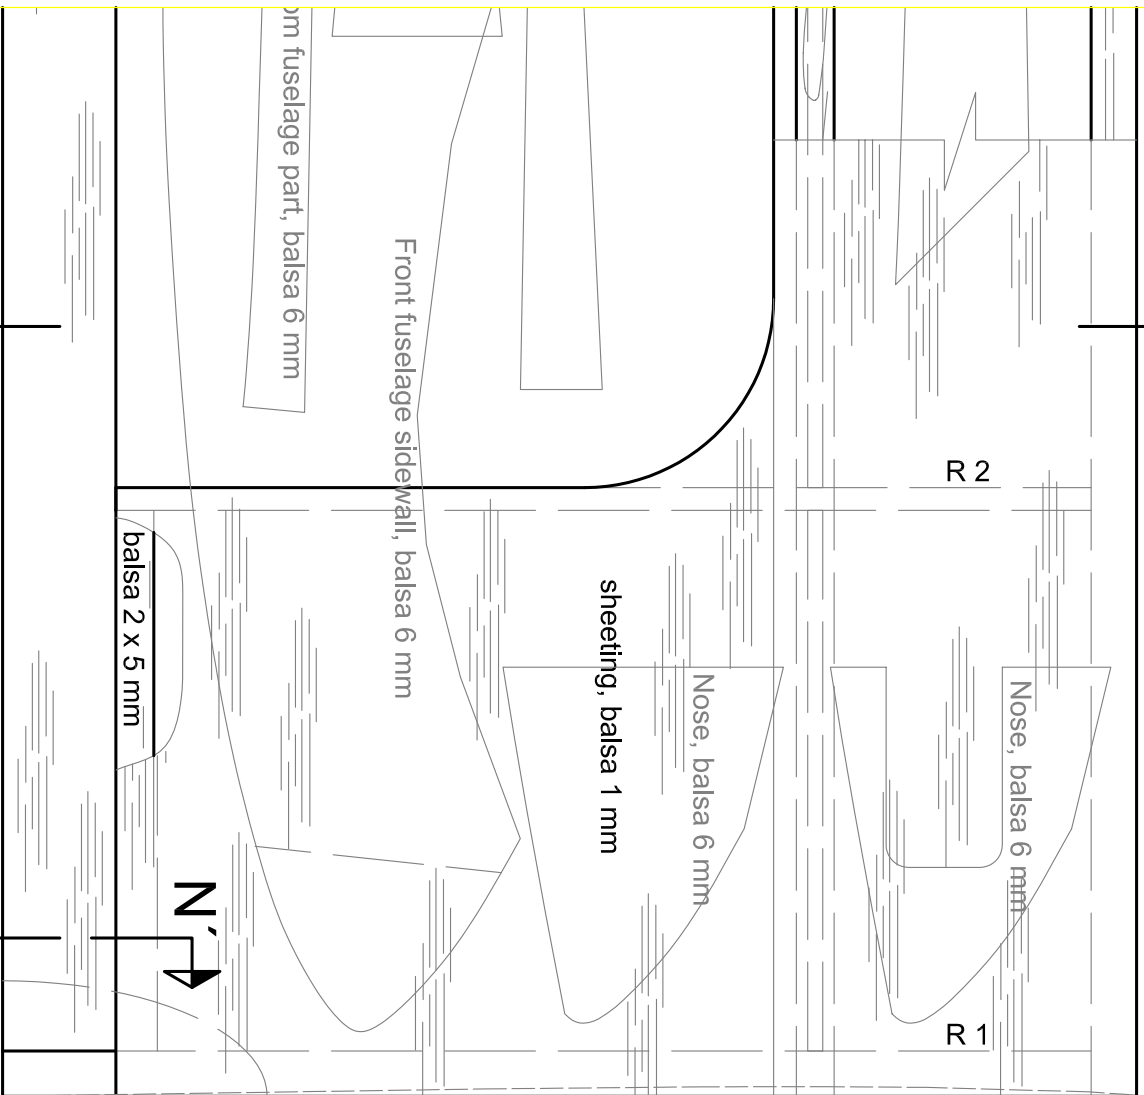 om fuselage part, balsa 6 mm
Front fuselage sidewall, balsa 6 mm
R 2
balsa 2 x 5 mm
sheeting, balsa 1 mm
Nose, balsa 6 mm
Nose, balsa 6 mm
N´
R 1